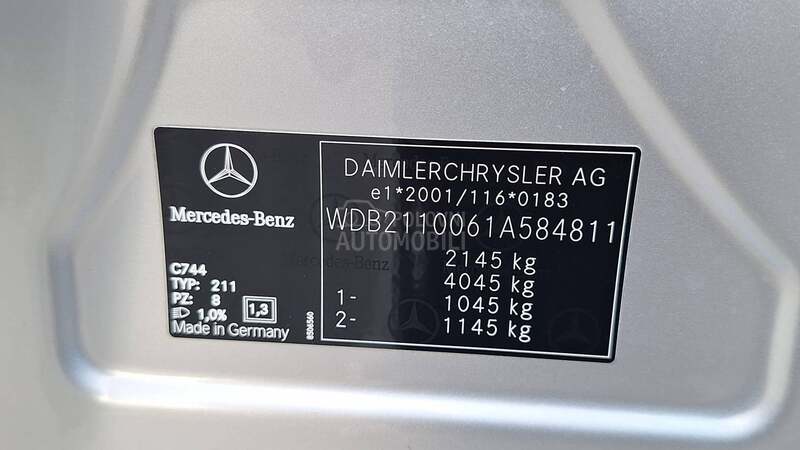 Mercedes-Benz
C744
TYP: 211
PZ: 8
1,0%
1,3
Made in Germany
DAIMLERCHRYSLER AG
e1*2001/116*0183
WDB2110061A584811
2145 kg
4045 kg
1- 1045 kg
2- 1145 kg
POLOVNI
AUTOMOBILI